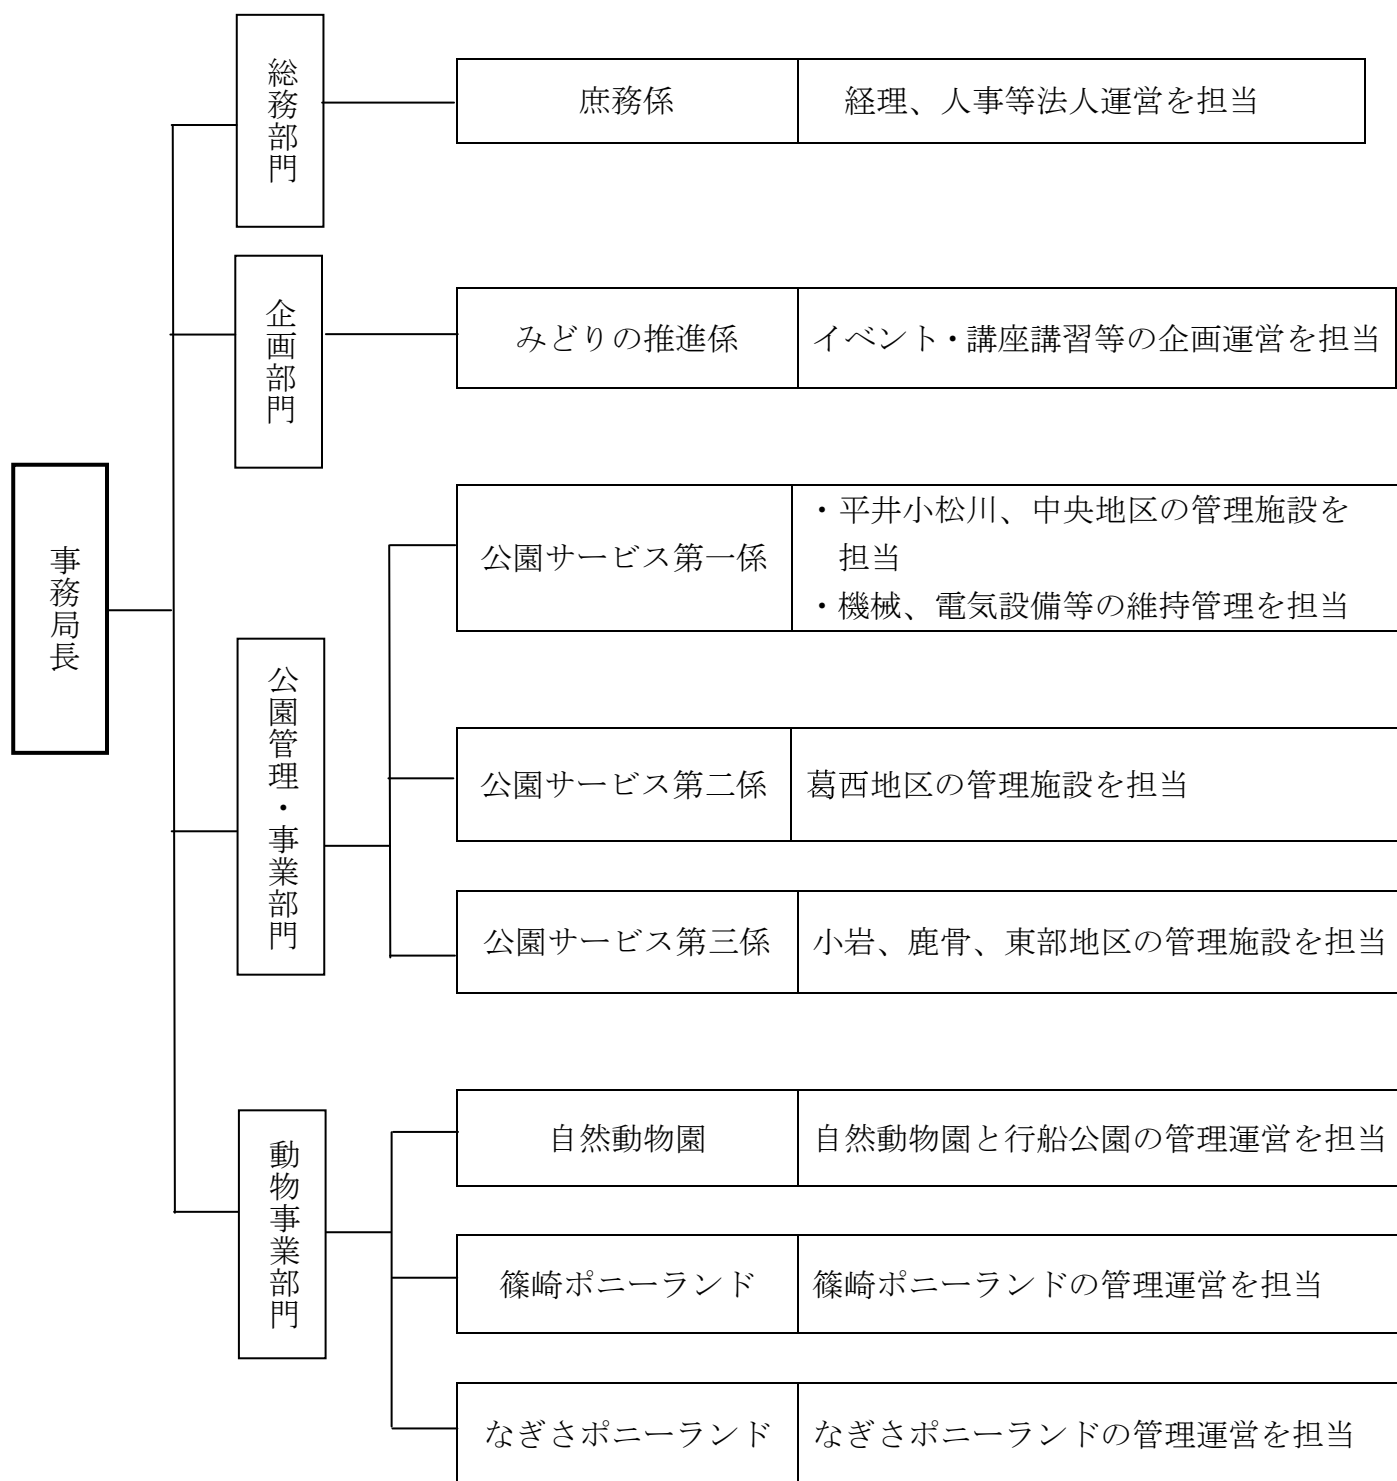 事務局長
総務部門
庶務係
経理、人事等法人運営を担当
企画部門
みどりの推進係
イベント・講座講習等の企画運営を担当
公園管理・事業部門
公園サービス第一係
・平井小松川、中央地区の管理施設を
担当
・機械、電気設備等の維持管理を担当
公園サービス第二係
葛西地区の管理施設を担当
公園サービス第三係
小岩、鹿骨、東部地区の管理施設を担当
動物事業部門
自然動物園
自然動物園と行船公園の管理運営を担当
篠崎ポニーランド
篠崎ポニーランドの管理運営を担当
なぎさポニーランド
なぎさポニーランドの管理運営を担当